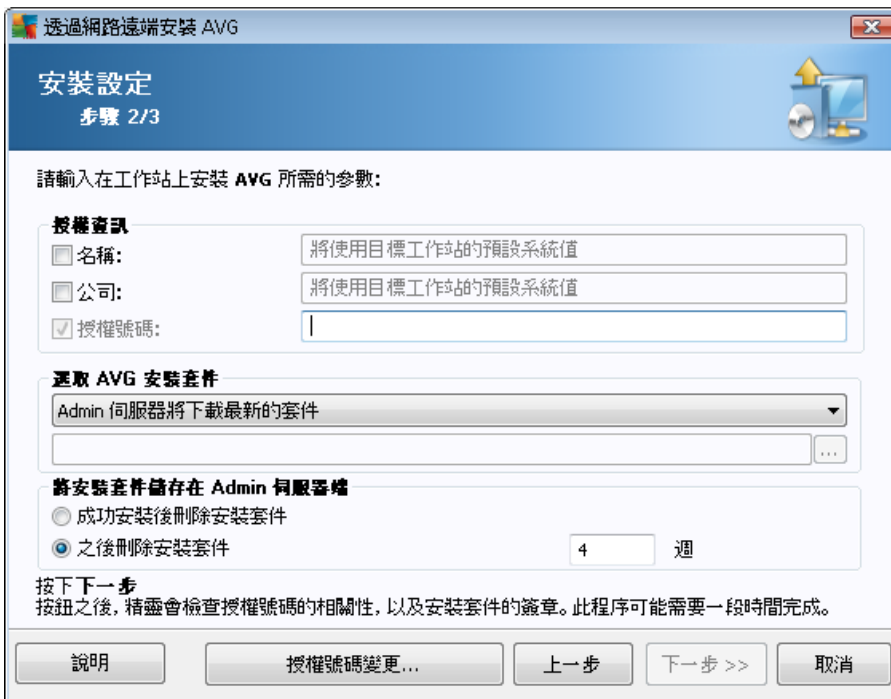 透過網路遠端安裝 AVG
安裝設定
步驟 2/3
請輸入在工作站上安裝 AVG 所需的參數:
授權資訊
名稱:
將使用目標工作站的預設系統值
公司:
將使用目標工作站的預設系統值
授權號碼:
選取 AVG 安裝套件
Admin 伺服器將下載最新的套件
...
將安裝套件儲存在 Admin 伺服器端
成功安裝後刪除安裝套件
之後刪除安裝套件 4 週
按下下一步
按鈕之後, 精靈會檢查授權號碼的相關性, 以及安裝套件的簽章。此程序可能需要一段時間完成。
說明 授權號碼變更... 上一步 下一步 >> 取消